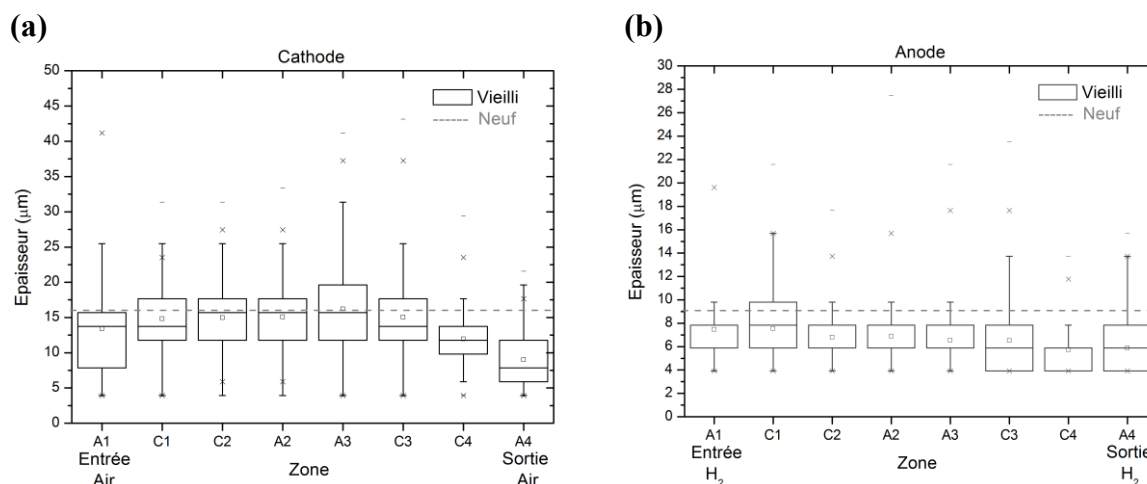 (a)
Cathode
50
45
40
35
30
25
20
15
10
5
0
Epaisseur (μm)
Vieilli
Neuf
A1 C1 C2 A2 A3 C3 C4 A4
Entrée Sortie
Air Zone Air
(b)
Anode
30
28
26
24
22
20
18
16
14
12
10
8
6
4
2
0
Epaisseur (μm)
Vieilli
Neuf
A1 C1 C2 A2 A3 C3 C4 A4
Entrée Sortie
H2 Zone H2